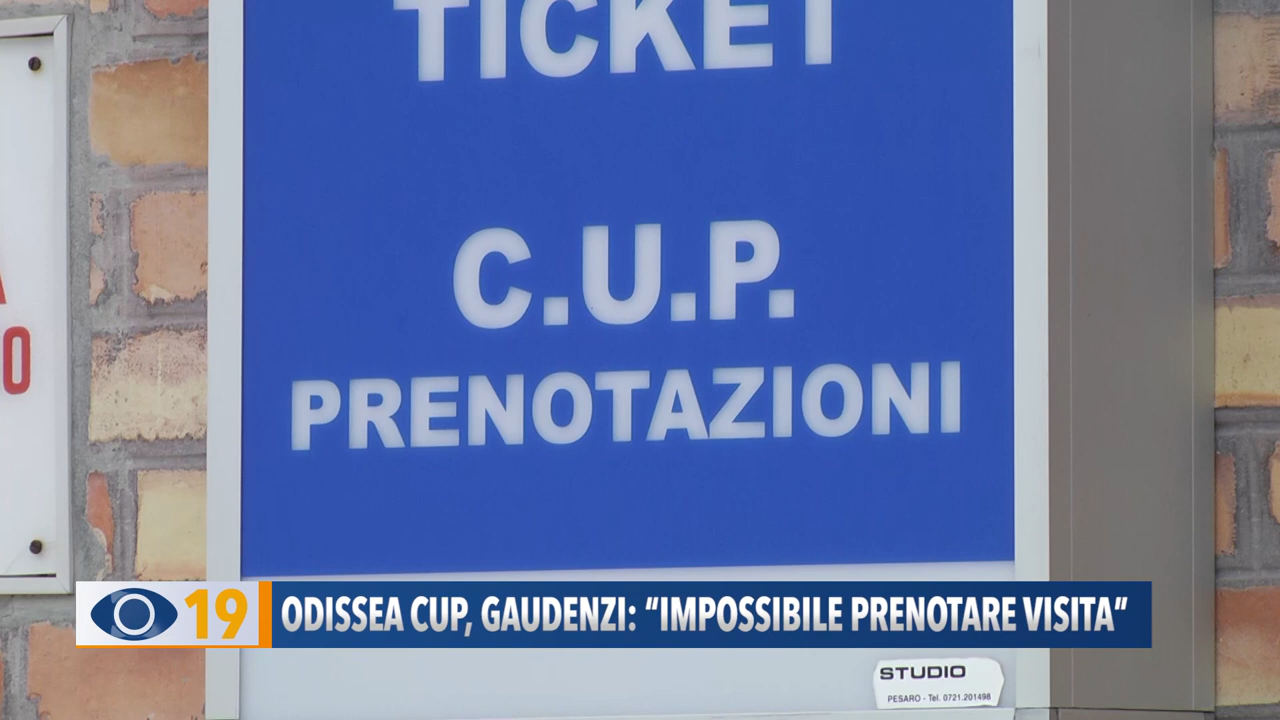 TICKET
C.U.P.
PRENOTAZIONI
O
19
ODISSEA CUP, GAUDENZI: “IMPOSSIBILE PRENOTARE VISITA“
STUDIO
PESARO - Tel. 0721.201498